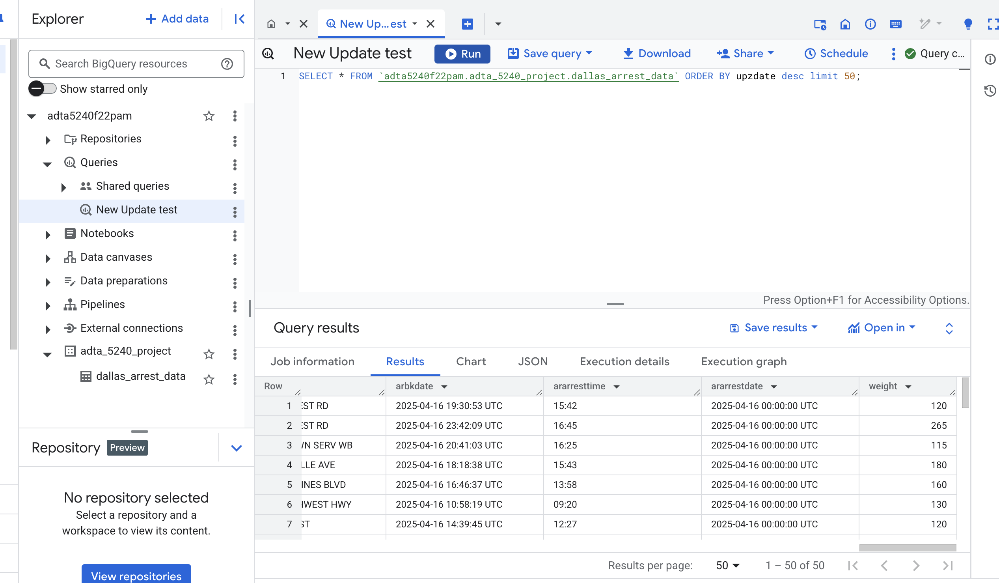 Explorer
Add data
New Up...est
Search BigQuery resources
Show starred only
adta5240f22pam
Repositories
Queries
Shared queries
New Update test
Notebooks
Data canvases
Data preparations
Pipelines
External connections
adta_5240_project
dallas_arrest_data
Repository Preview
No repository selected
Select a repository and a
workspace to view its content.
View repositories
New Update test Run Save query Download Share Schedule Query c...
1 SELECT * FROM `adta5240f22pam.adta_5240_project.dallas_arrest_data` ORDER BY upzdate desc limit 50;
Press Option+F1 for Accessibility Options.
Query results Save results Open in
Job information Results Chart JSON Execution details Execution graph
Row arbkdate ararresttime ararrestdate weight
1 EST RD 2025-04-16 19:30:53 UTC 15:42 2025-04-16 00:00:00 UTC 120
2 EST RD 2025-04-16 23:42:09 UTC 16:45 2025-04-16 00:00:00 UTC 265
3 WN SERV WB 2025-04-16 20:41:03 UTC 16:25 2025-04-16 00:00:00 UTC 115
4 LLE AVE 2025-04-16 18:18:38 UTC 15:43 2025-04-16 00:00:00 UTC 180
5 INES BLVD 2025-04-16 16:46:37 UTC 13:58 2025-04-16 00:00:00 UTC 160
6 HWEST HWY 2025-04-16 10:58:19 UTC 09:20 2025-04-16 00:00:00 UTC 130
7 ST 2025-04-16 14:39:45 UTC 12:27 2025-04-16 00:00:00 UTC 120
Results per page: 50 1 – 50 of 50